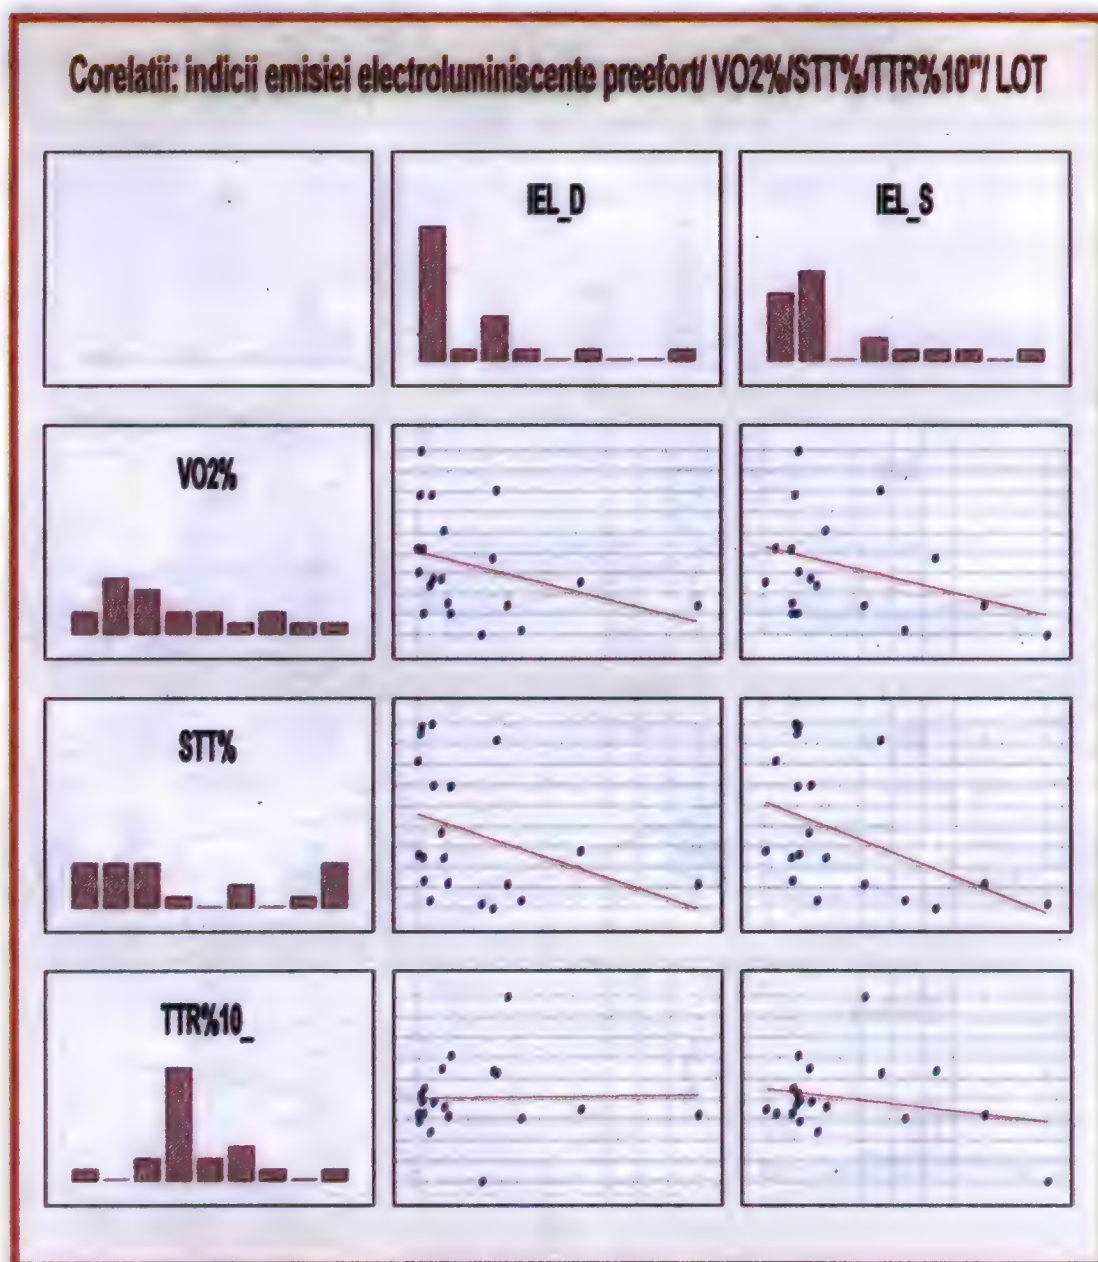 Corelatii: indicii emisiei electroluminiscente preefort/ VO2%/STT%/TTR%10"/ LOT
IEL_D
IEL_S
VO2%
STT%
TTR%10_